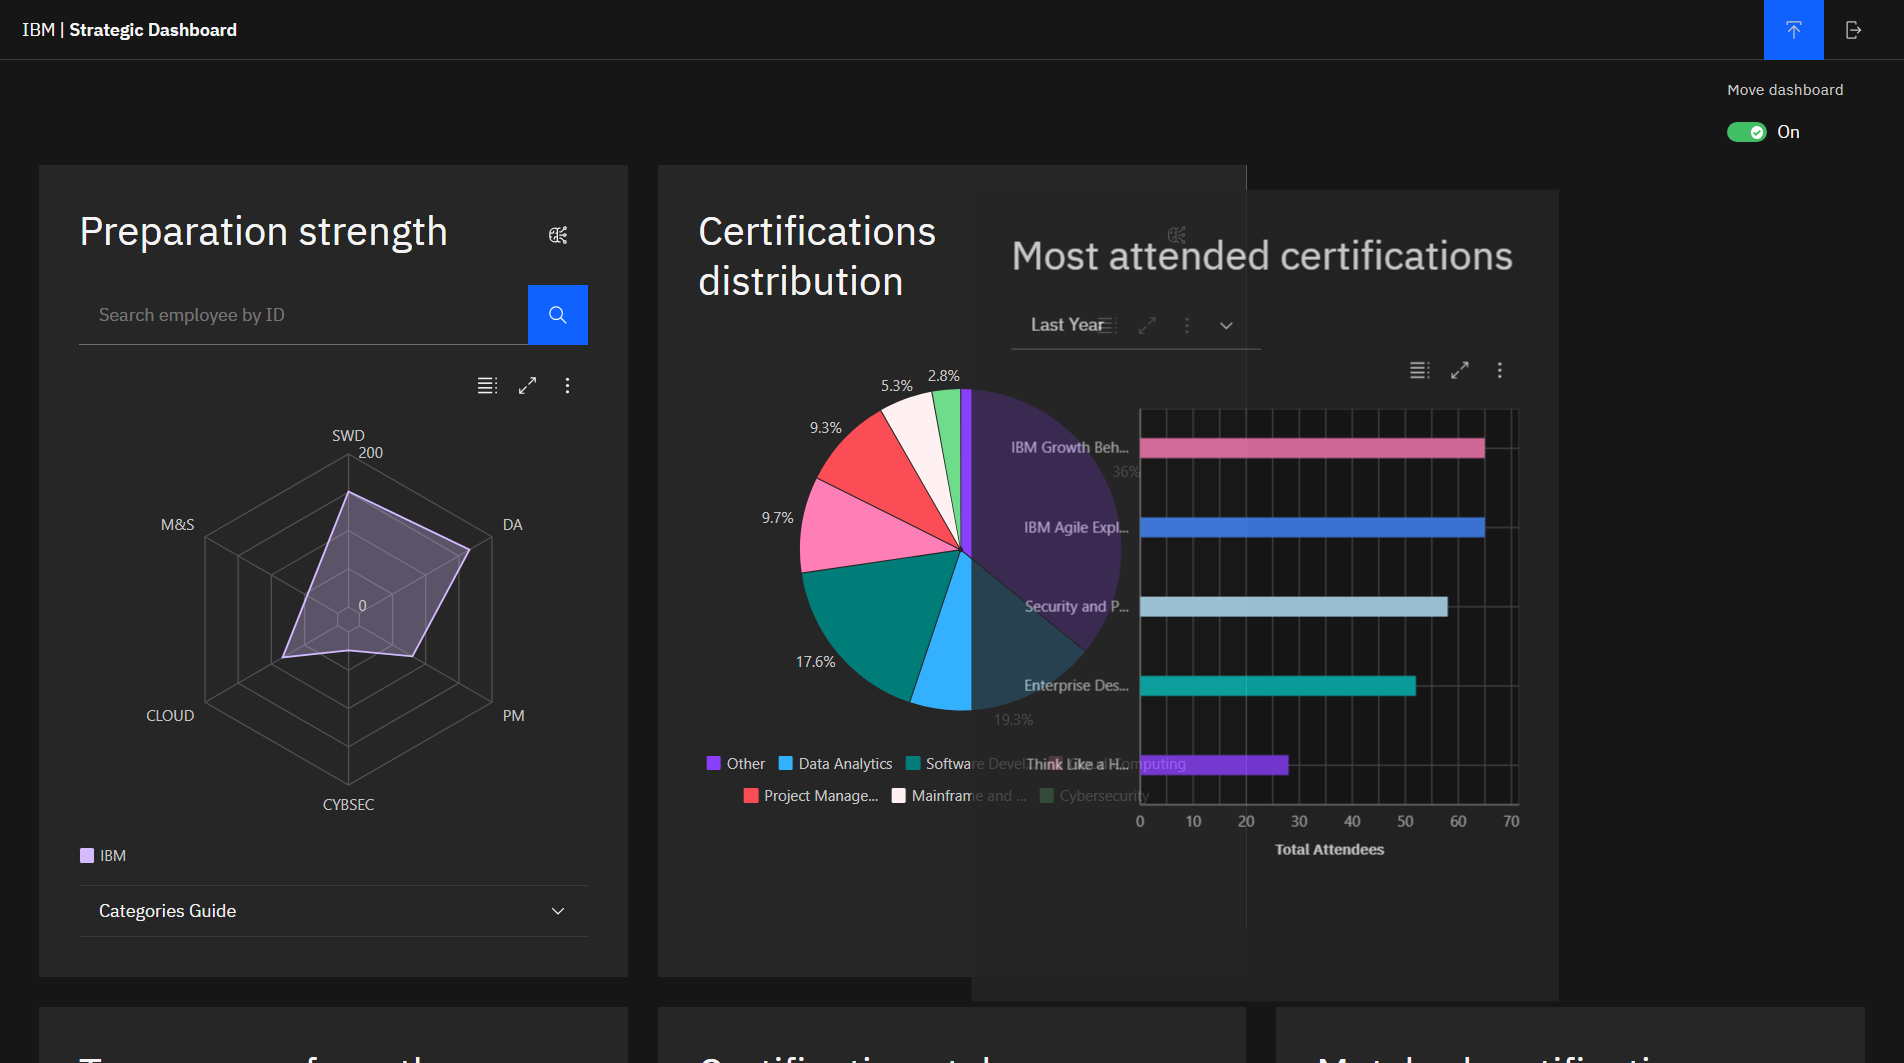 IBM | Strategic Dashboard
Move dashboard
On
Preparation strength
Search employee by ID
SWD
200
DA
M&S
0
CLOUD
PM
CYBSEC
IBM
Categories Guide
Certifications
distribution
2.8%
5.3%
9.3%
9.7%
17.6%
19.3%
36%
Other
Data Analytics
Software Devel...
Computing
Project Manage...
Mainframe and ...
Cybersecurity
Most attended certifications
Last Year
IBM Growth Beh...
IBM Agile Expl...
Security and P...
Enterprise Des...
Think Like a H...
0 10 20 30 40 50 60 70
Total Attendees